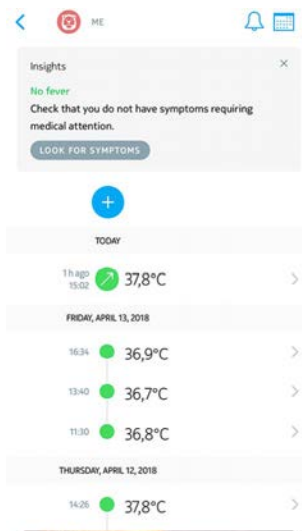 ME
Insights
No fever
Check that you do not have symptoms requiring
medical attention.
LOOK FOR SYMPTOMS
TODAY
1 h ago
15:02
37,8°C
FRIDAY, APRIL 13, 2018
16:34 36,9°C
13:40 36,7°C
11:30 36,8°C
THURSDAY, APRIL 12, 2018
14:26 37,8°C